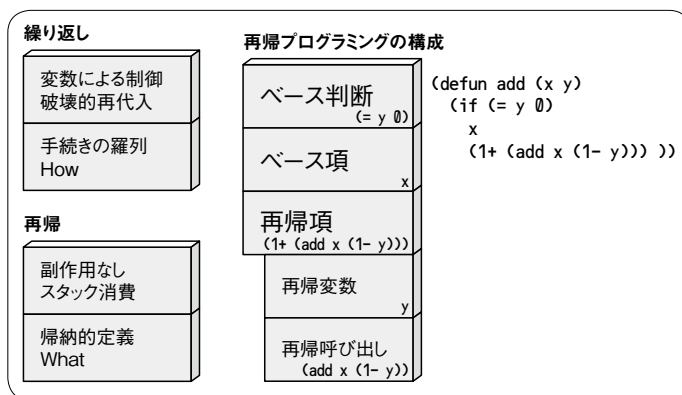 繰り返し
変数による制御
破壊的再代入
手続きの羅列
How
再帰
副作用なし
スタック消費
帰納的定義
What
再帰プログラミングの構成
ベース判断
(= y 0)
ベース項
x
再帰項
(1+ (add x (1- y)))
再帰変数
y
再帰呼び出し
(add x (1- y))
(defun add (x y)
(if (= y 0)
x
(1+ (add x (1- y))) ))